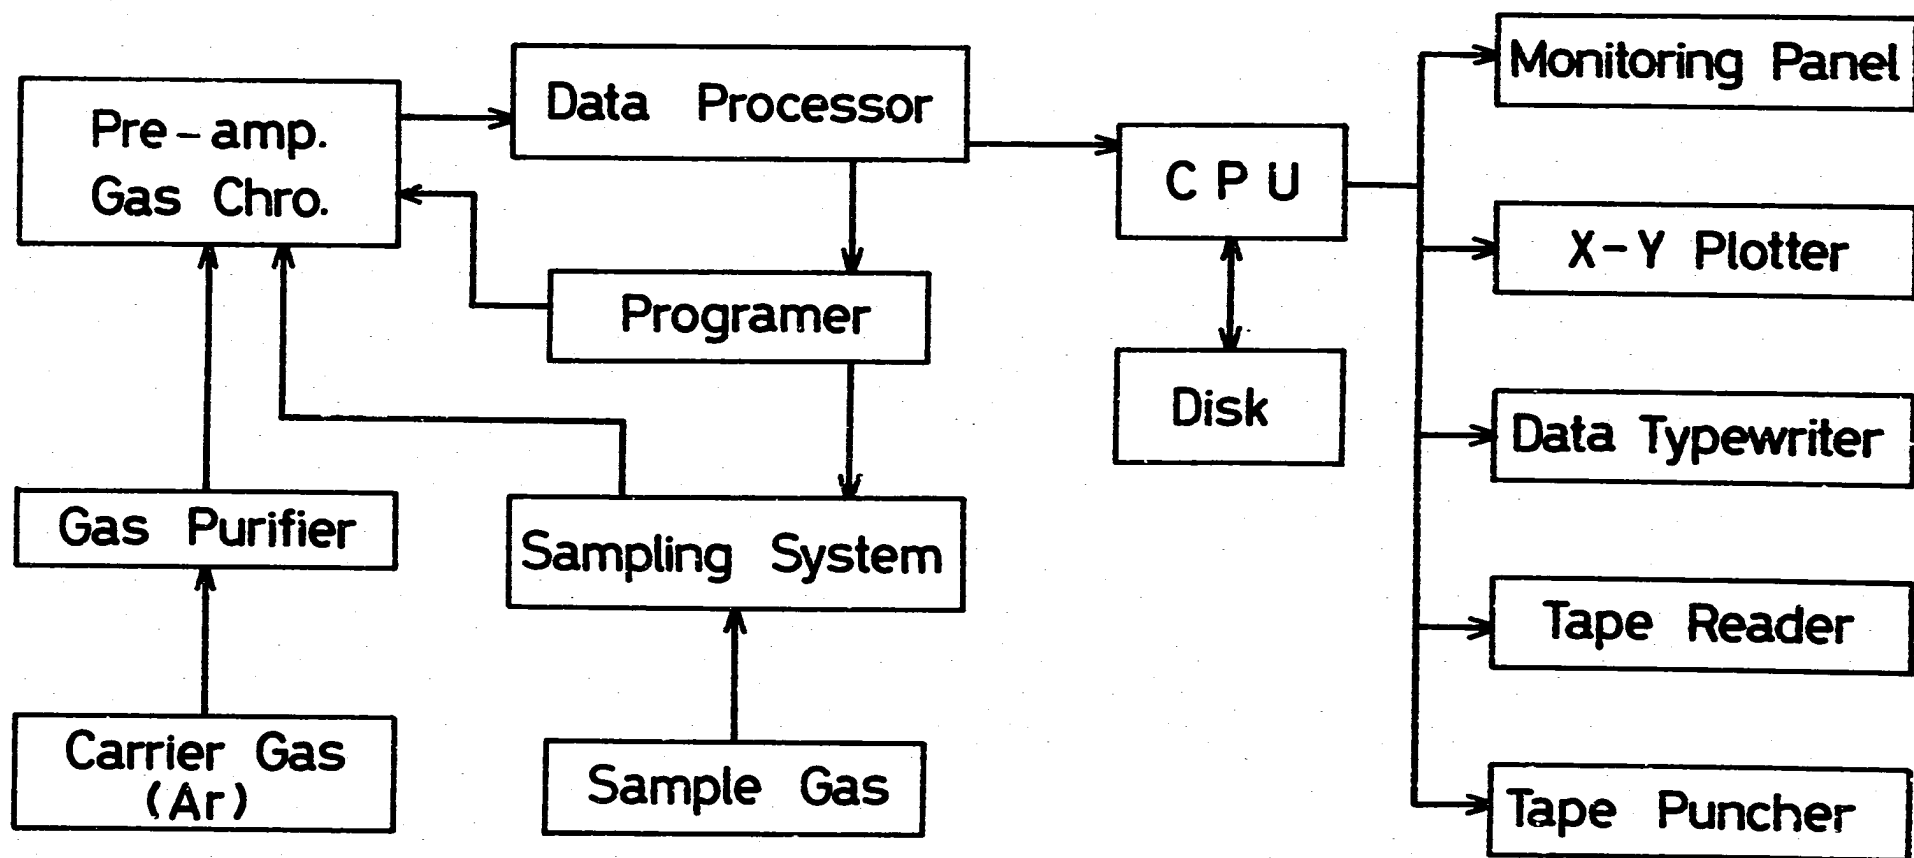 Pre-amp.
Gas Chro.
Data Processor
Programer
Gas Purifier
Sampling System
Carrier Gas
(Ar)
Sample Gas
CPU
Disk
Monitoring Panel
X-Y Plotter
Data Typewriter
Tape Reader
Tape Puncher